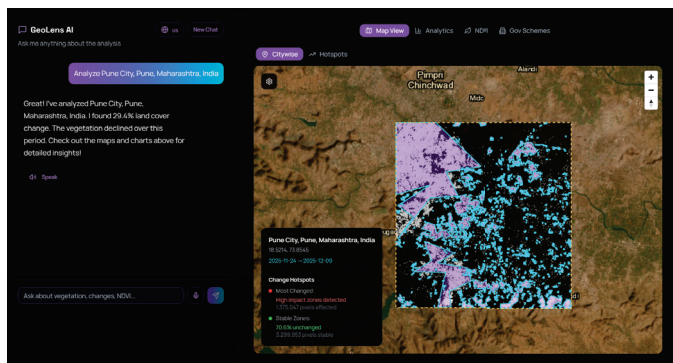 GeoLens AI
us
New Chat
Ask me anything about the analysis
Map View
Analytics
NDVI
Gov Schemes
Citywise
Hotspots
Analyze Pune City, Pune, Maharashtra, India
Great! I've analyzed Pune City, Pune,
Maharashtra, India. I found 29.4% land cover
change. The vegetation declined over this
period. Check out the maps and charts above for
detailed insights!
Speak
Ask about vegetation, changes, NDVI...
Pimpri
Chinchwad
Alandi
Midc
Pune City, Pune, Maharashtra, India
18.5214, 73.8545
2025-11-24 → 2025-12-09
Change Hotspots
Most Changed
High impact zones detected
1,375,047 pixels affected
Stable Zones
70.6% unchanged
3,299,853 pixels stable